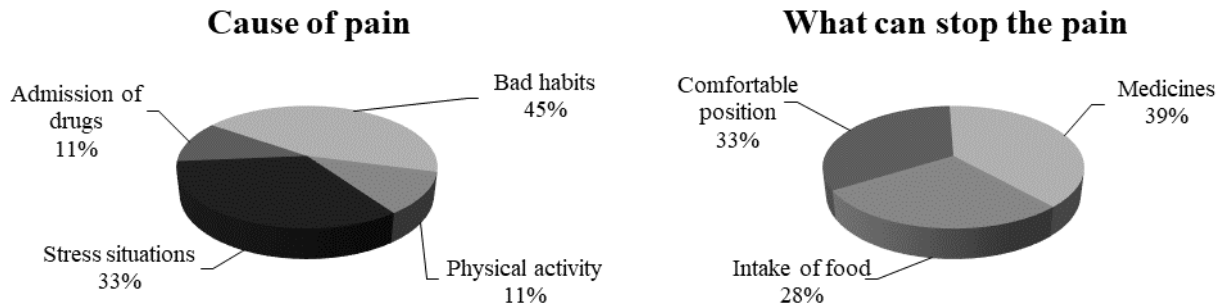 Cause of pain
Bad habits
45%
Admission of
drugs
11%
Stress situations
33%
Physical activity
11%
What can stop the pain
Comfortable
position
33%
Medicines
39%
Intake of food
28%